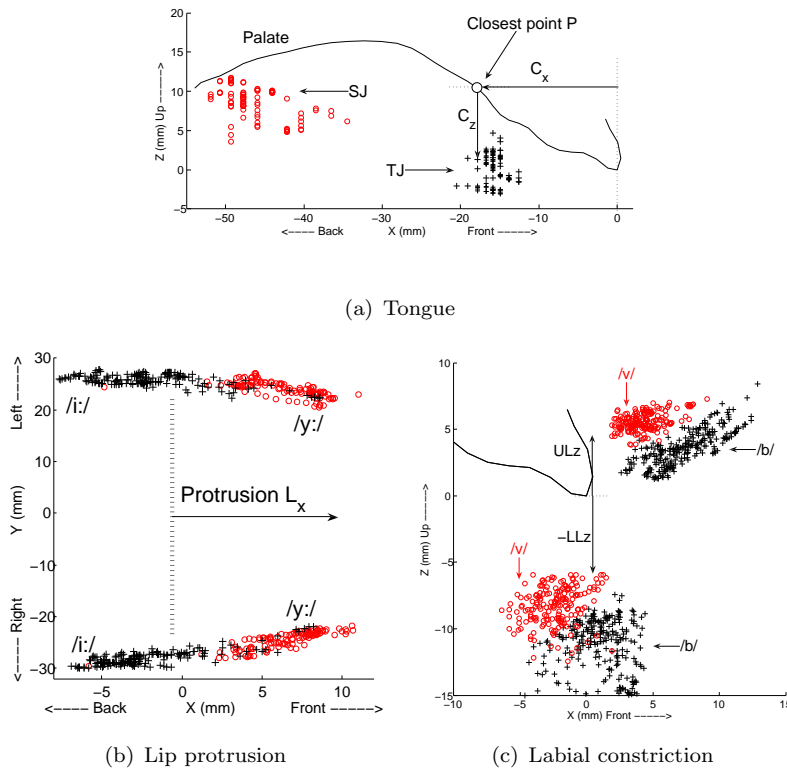 Closest point P
Palate
C_x
SJ
C_z
TJ
Z (mm) Up ----->
20
15
10
5
0
−5
−50 −40 −30 −20 −10 0
<---- Back X (mm) Front ----->
(a) Tongue
/i:/
/y:/
Protrusion L_x
/y:/
/i:/
<---- Right Y (mm) Left ---->
30
20
10
0
−10
−20
−30
−5 0 5 10
<---- Back X (mm) Front ----->
(b) Lip protrusion
/v/
ULz
/b/
−LLz
/v/
/b/
Z (mm) Up ----->
10
5
0
−5
−10
−15
−10 −5 0 5 10 15
X (mm) Front ----->
(c) Labial constriction